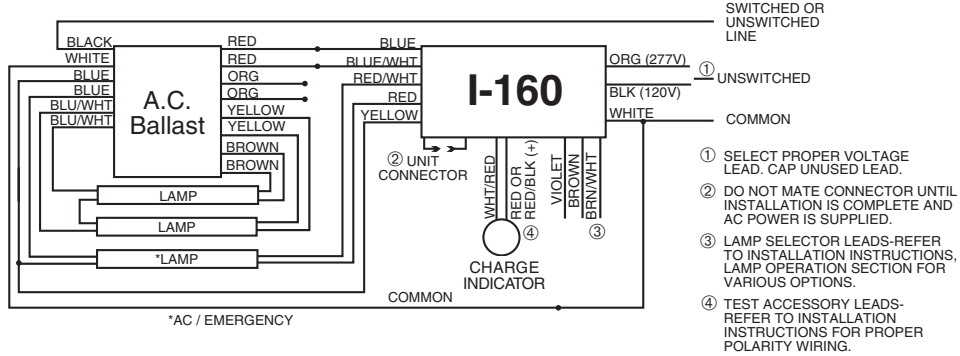 SWITCHED OR
UNSWITCHED
LINE
BLACK
WHITE
BLUE
BLUE
BLU/WHT
BLU/WHT
A.C.
Ballast
RED
RED
ORG
ORG
YELLOW
YELLOW
BROWN
BROWN
BLUE
BLUE/WHT
RED/WHT
RED
YELLOW
I-160
ORG (277V)
① UNSWITCHED
BLK (120V)
WHITE
COMMON
② UNIT
CONNECTOR
WHT/RED
RED OR
RED/BLK (+)
④
VIOLET
BROWN
BRN/WHT
③
LAMP
LAMP
*LAMP
CHARGE
INDICATOR
COMMON
*AC / EMERGENCY
① SELECT PROPER VOLTAGE
LEAD. CAP UNUSED LEAD.
② DO NOT MATE CONNECTOR UNTIL
INSTALLATION IS COMPLETE AND
AC POWER IS SUPPLIED.
③ LAMP SELECTOR LEADS-REFER
TO INSTALLATION INSTRUCTIONS,
LAMP OPERATION SECTION FOR
VARIOUS OPTIONS.
④ TEST ACCESSORY LEADS-
REFER TO INSTALLATION
INSTRUCTIONS FOR PROPER
POLARITY WIRING.